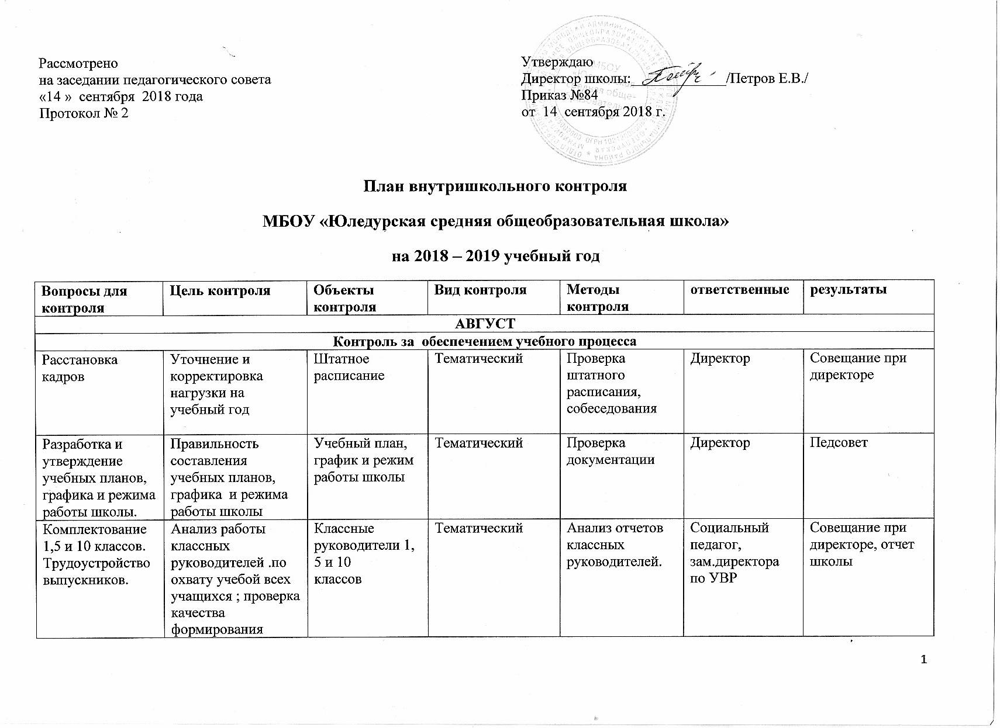 Рассмотрено
на заседании педагогического совета
«14 » сентября 2018 года
Протокол № 2
Утверждаю
Директор школы: /Петров Е.В./
Приказ №84
от 14 сентября 2018 г.
План внутришкольного контроля
МБОУ «Юледурская средняя общеобразовательная школа»
на 2018 – 2019 учебный год
Вопросы для
контроля
Цель контроля
Объекты
контроля
Вид контроля
Методы
контроля
ответственные
результаты
АВГУСТ
Контроль за обеспечением учебного процесса
Расстановка
кадров
Уточнение и
корректировка
нагрузки на
учебный год
Штатное
расписание
Тематический
Проверка
штатного
расписания,
собеседования
Директор
Совещание при
директоре
Разработка и
утверждение
учебных планов,
графика и режима
работы школы.
Правильность
составления
учебных планов,
графика и режима
работы школы
Учебный план,
график и режим
работы школы
Тематический
Проверка
документации
Директор
Педсовет
Комплектование
1,5 и 10 классов.
Трудоустройство
выпускников.
Анализ работы
классных
руководителей .по
охвату учебой всех
учащихся ; проверка
качества
формирования
Классные
руководители 1,
5 и 10
классов
Тематический
Анализ отчетов
классных
руководителей.
Социальный
педагог,
зам.директора
по УВР
Совещание при
директоре, отчет
школы
1